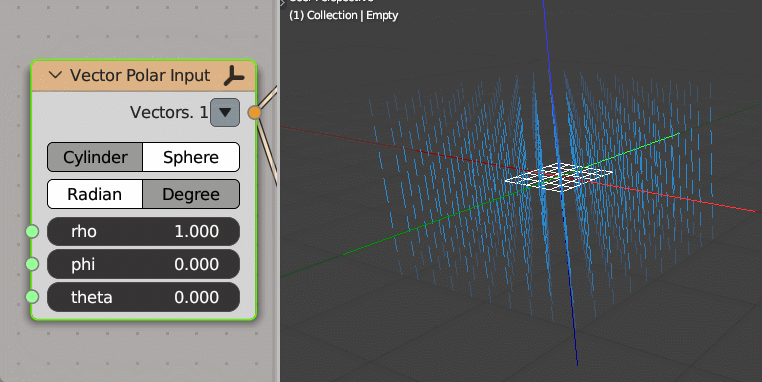 Vector Polar Input
Vectors. 1
Cylinder Sphere
Radian Degree
rho 1.000
phi 0.000
theta 0.000
Perspective
(1) Collection | Empty